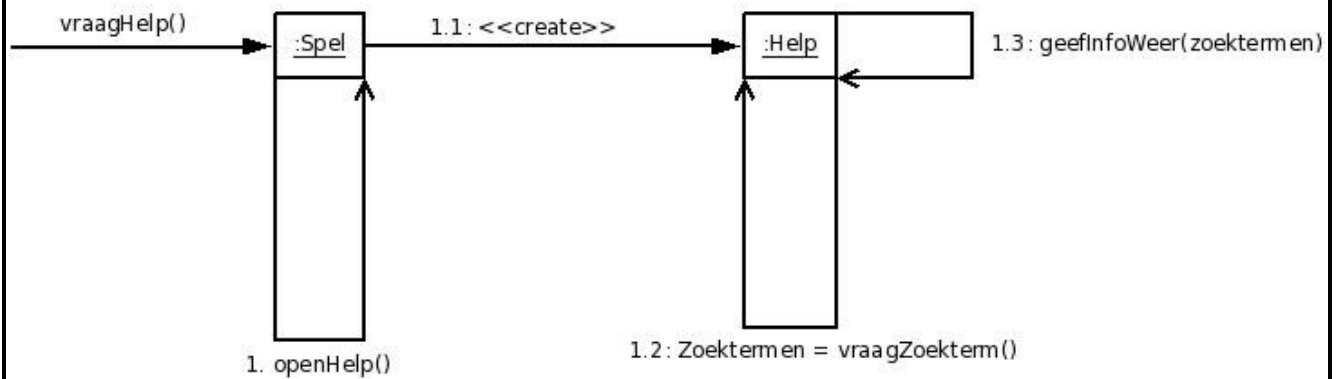 vraagHelp()
:Spel
1.1: <<create>>
:Help
1.3: geefInfoWeer(zoektermen)
1. openHelp()
1.2: Zoektermen = vraagZoekterm()